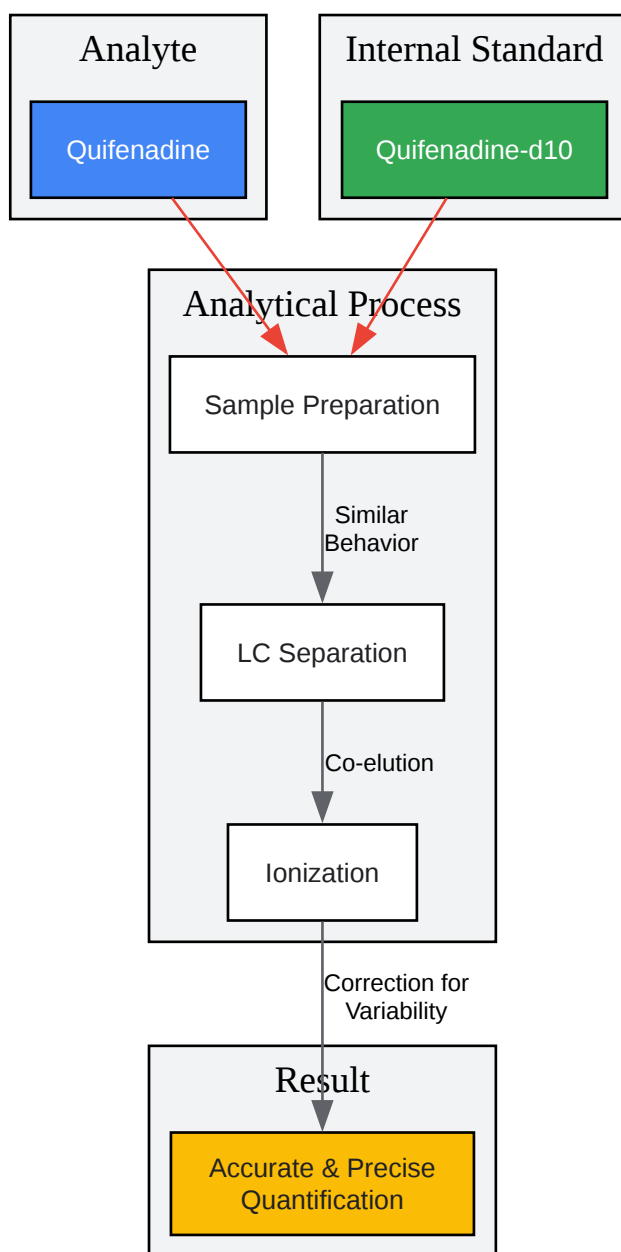 Analyte
Internal Standard
Quifenadine
Quifenadine-d10
Analytical Process
Sample Preparation
Similar
Behavior
LC Separation
Co-elution
Ionization
Correction for
Variability
Result
Accurate & Precise
Quantification